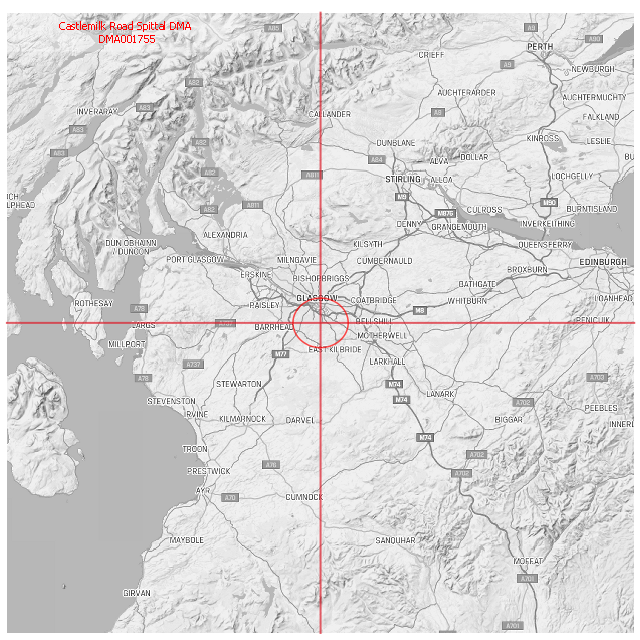 Castlemilk Road Spittal DMA
DMA001755
A85
A9
PERTH
A90
CRIEFF
A9
NEWBURGH
A82
AUCHTERARDER
AUCHTERMUCHTY
INVERARAY
A83
CALLANDER
A9
FALKLAND
A83
KINROSS
LESLIE
A82
DUNBLANE
A83
A84
ALVA
DOLLAR
A82
A811
STIRLING
ALLOA
LOCHGELLY
BU
RCH
LPHEAD
M9
M90
A82
A811
M876
CULROSS
BURNTISLAND
DENNY
GRANGEMOUTH
INVERKEITHING
ALEXANDRIA
DUN OBHAINN
/ DUNOON
KILSYTH
QUEENSFERRY
PORT GLASGOW
MILNGAVIE
CUMBERNAULD
EDINBURGH
ERSKINE
BISHOPBRIGGS
BROXBURN
BATHGATE
ROTHESAY
PAISLEY
GLASGOW
COATBRIDGE
WHITBURN
LOANHEAD
A78
M8
LARGS
BARRHEAD
BELLSHILL
PENICUIK
MOTHERWELL
MILLPORT
EAST KILBRIDE
M77
A737
LARKHALL
A78
STEWARTON
M74
A703
LANARK
STEVENSTON
M74
A702
PEEBLES
IRVINE
KILMARNOCK
DARVEL
BIGGAR
INNERL
M74
TROON
A702
A76
PRESTWICK
A702
AYR
A70
CUMNOCK
MAYBOLE
SANQUHAR
MOFFAT
A701
GIRVAN
A701